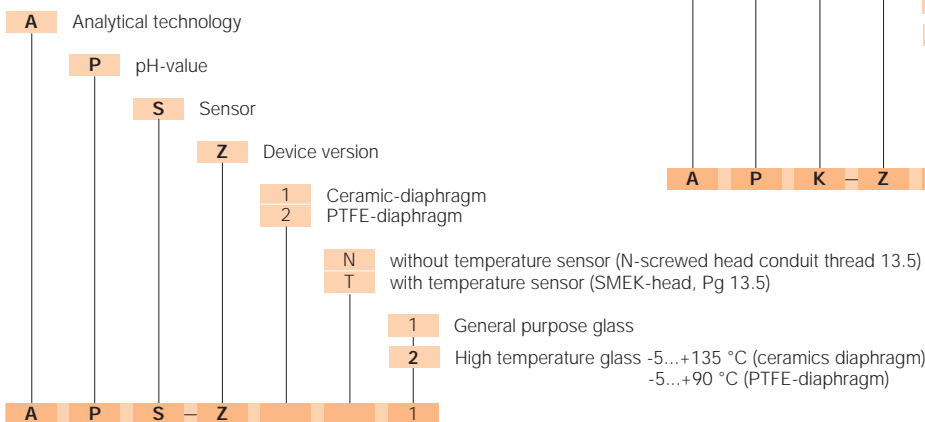 A Analytical technology
P pH-value
S Sensor
Z Device version
1 Ceramic-diaphragm
2 PTFE-diaphragm
A P K – Z
N without temperature sensor (N-screwed head conduit thread 13.5)
T with temperature sensor (SMEK-head, Pg 13.5)
1 General purpose glass
2 High temperature glass -5...+135 °C (ceramics diaphragm)
-5...+90 °C (PTFE-diaphragm)
A P S – Z 1